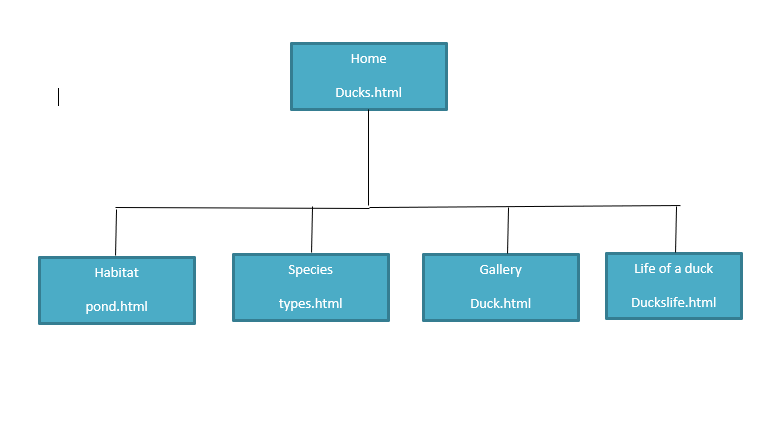 Home
Ducks.html
Habitat
pond.html
Species
types.html
Gallery
Duck.html
Life of a duck
Duckslife.html